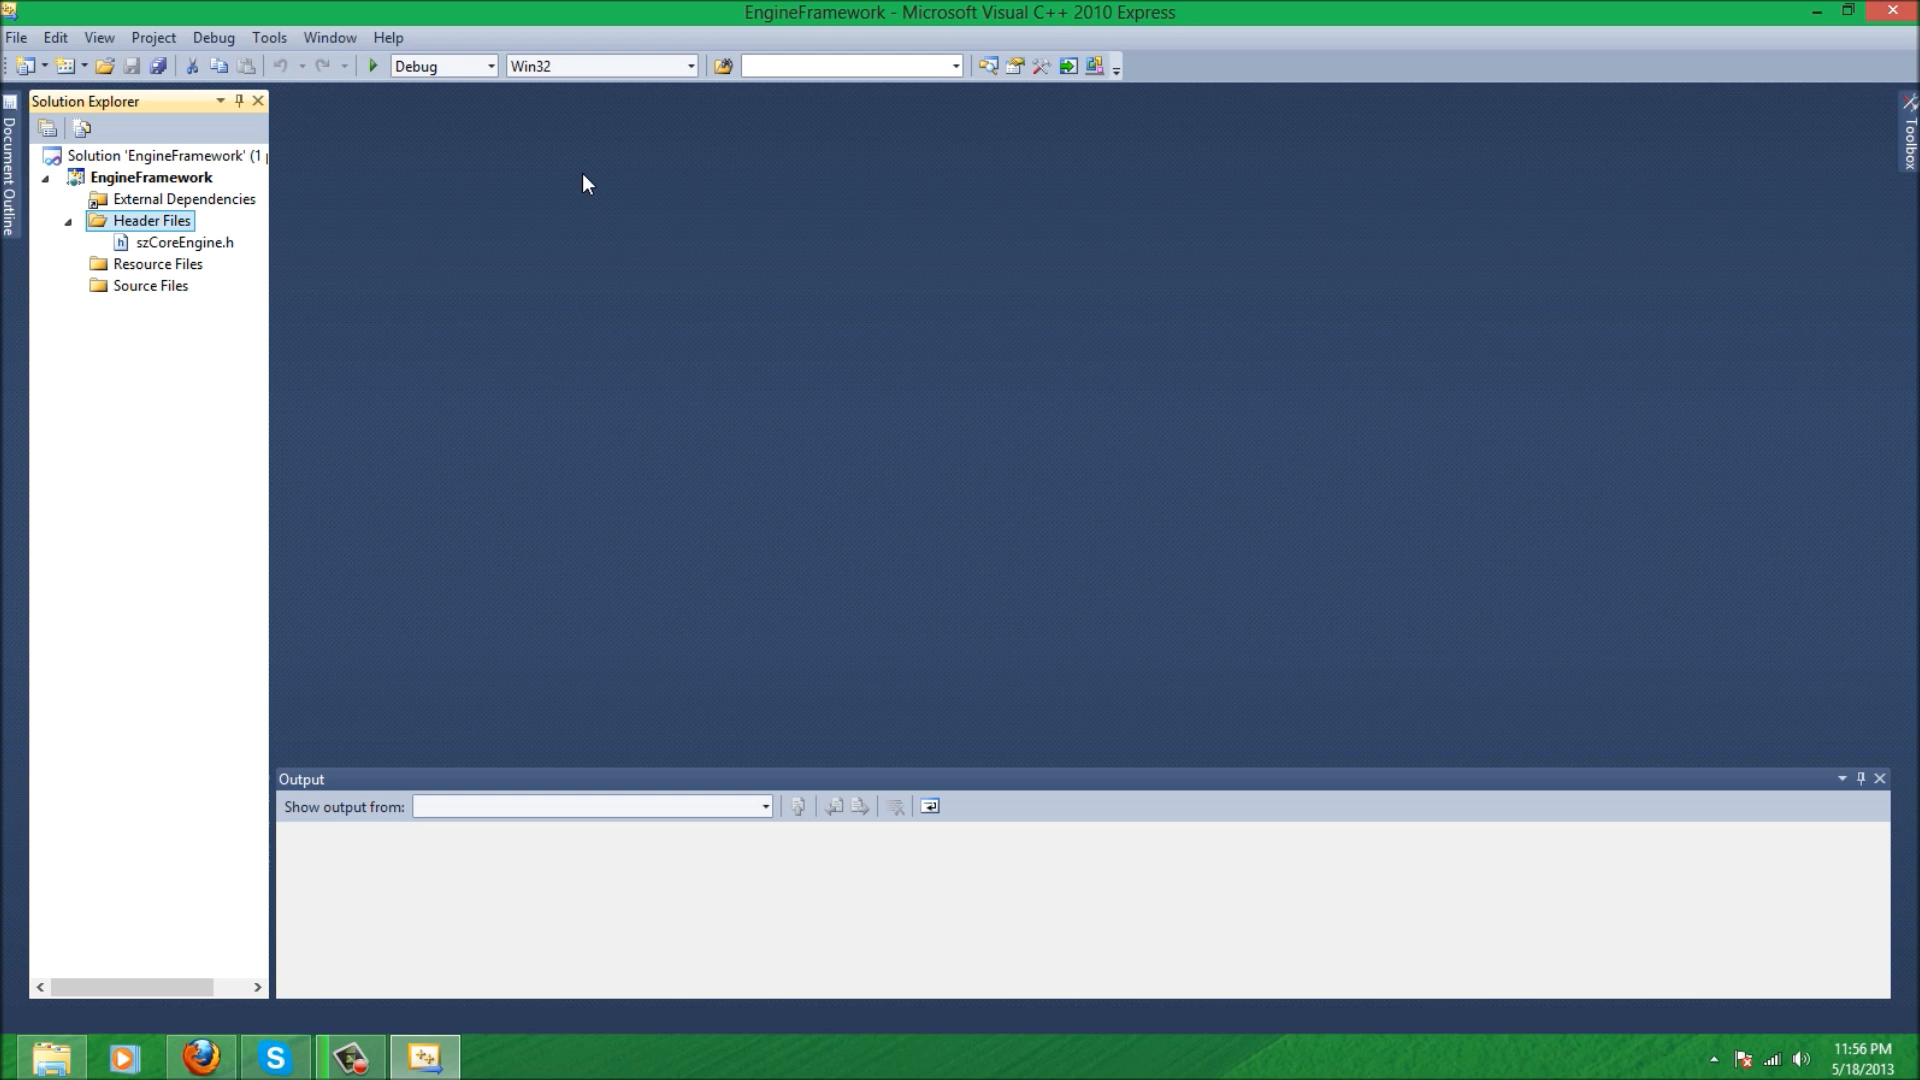 EngineFramework - Microsoft Visual C++ 2010 Express
File Edit View Project Debug Tools Window Help
Debug Win32
Solution Explorer
Document Outline
Toolbox
Solution 'EngineFramework' (1
EngineFramework
External Dependencies
Header Files
szCoreEngine.h
Resource Files
Source Files
Output
Show output from:
11:56 PM
5/18/2013